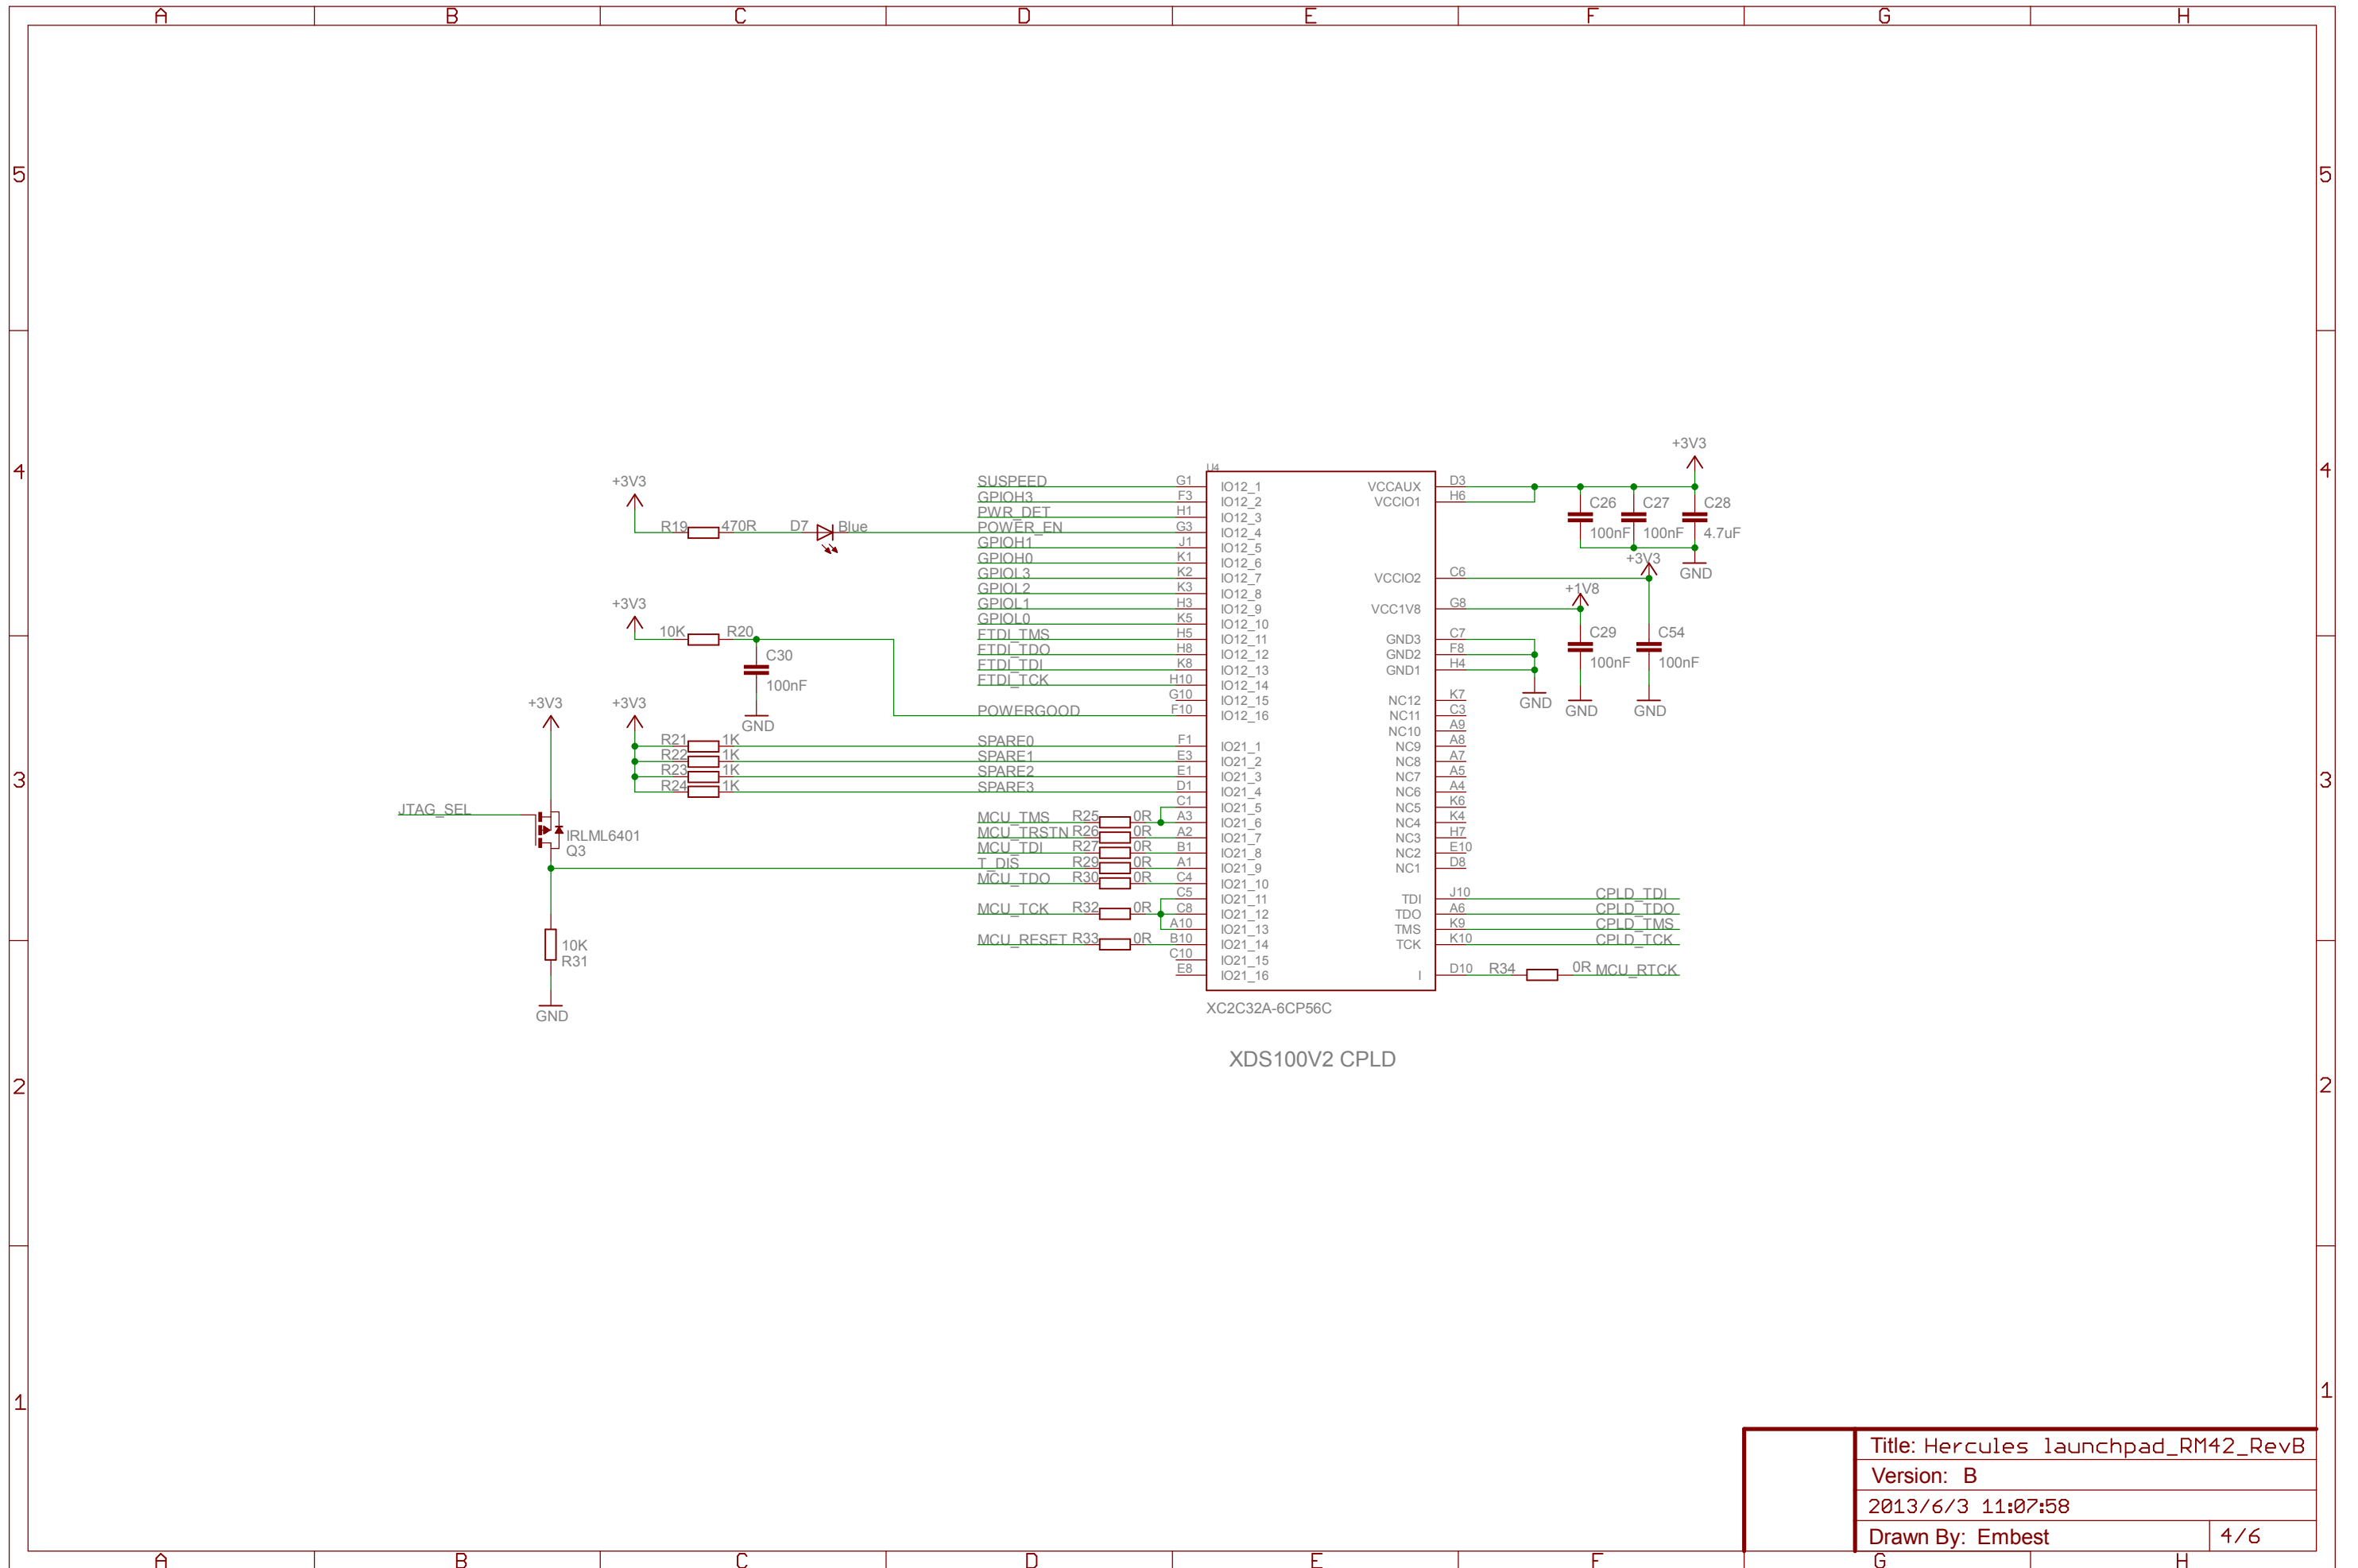 A B C D E F G H
5 5
+3V3
4 4
+3V3
U4
SUSPEED G1 IO12_1 VCCAUX D3
GPIOH3 F3 IO12_2 VCCIO1 H6 C26 C27 C28
PWR_DET H1 IO12_3
R19 470R D7 Blue POWER_EN G3 IO12_4 100nF 100nF 4.7uF
GPIOH1 J1 IO12_5
GPIOH0 K1 IO12_6 +3V3
GPIOL3 K2 IO12_7 VCCIO2 C6 GND
GPIOL2 K3 IO12_8 +1V8
+3V3 GPIOL1 H3 IO12_9 VCC1V8 G8
GPIOL0 K5 IO12_10
10K R20 FTDI_TMS H5 IO12_11 GND3 C7 C29 C54
C30 FTDI_TDO H8 IO12_12 GND2 F8
FTDI_TDI K8 IO12_13 GND1 H4 100nF 100nF
100nF FTDI_TCK H10 IO12_14
G10 IO12_15 NC12 K7
+3V3 +3V3 GND POWERGOOD F10 IO12_16 NC11 C3 GND GND GND
NC10 A9
R21 1K SPARE0 F1 IO21_1 NC9 A8
R22 1K SPARE1 E3 IO21_2 NC8 A7
R23 1K SPARE2 E1 IO21_3 NC7 A5
3 3
R24 1K SPARE3 D1 IO21_4 NC6 A4
C1 IO21_5 NC5 K6
JTAG_SEL MCU_TMS R25 0R A3 IO21_6 NC4 K4
IRLML6401 MCU_TRSTN R26 0R A2 IO21_7 NC3 H7
Q3 MCU_TDI R27 0R B1 IO21_8 NC2 E10
T_DIS R29 0R A1 IO21_9 NC1 D8
MCU_TDO R30 0R C4 IO21_10
C5 IO21_11 TDI J10 CPLD_TDI
MCU_TCK R32 0R C8 IO21_12 TDO A6 CPLD_TDO
A10 IO21_13 TMS K9 CPLD_TMS
10K MCU_RESET R33 0R B10 IO21_14 TCK K10 CPLD_TCK
R31 C10 IO21_15
E8 IO21_16 I D10 R34 0R MCU_RTCK
GND XC2C32A-6CP56C
XDS100V2 CPLD
2 2
1 1
Title: Hercules launchpad_RM42_RevB
Version: B
2013/6/3 11:07:58
Drawn By: Embest 4/6
A B C D E F G H